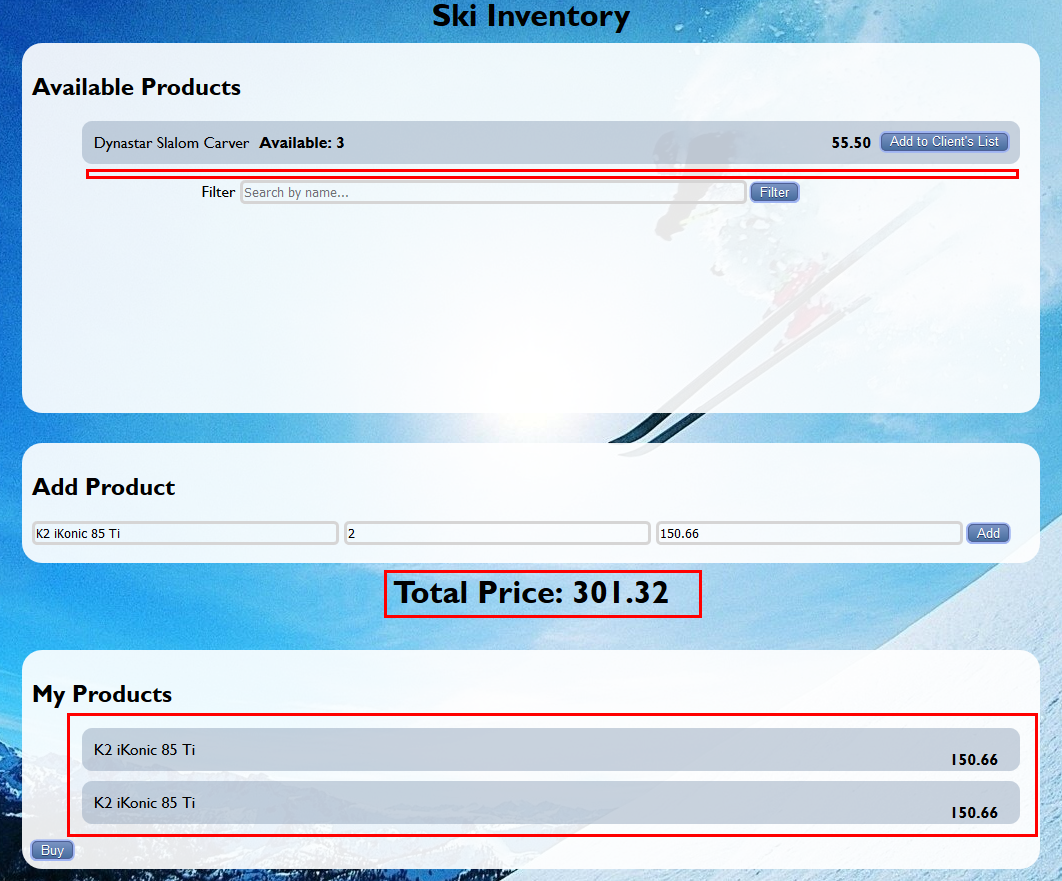 Ski Inventory
Available Products
Dynastar Slalom Carver Available: 3 55.50 Add to Client's List
Filter Search by name... Filter
Add Product
K2 iKonic 85 Ti 2 150.66 Add
Total Price: 301.32
My Products
K2 iKonic 85 Ti 150.66
K2 iKonic 85 Ti 150.66
Buy